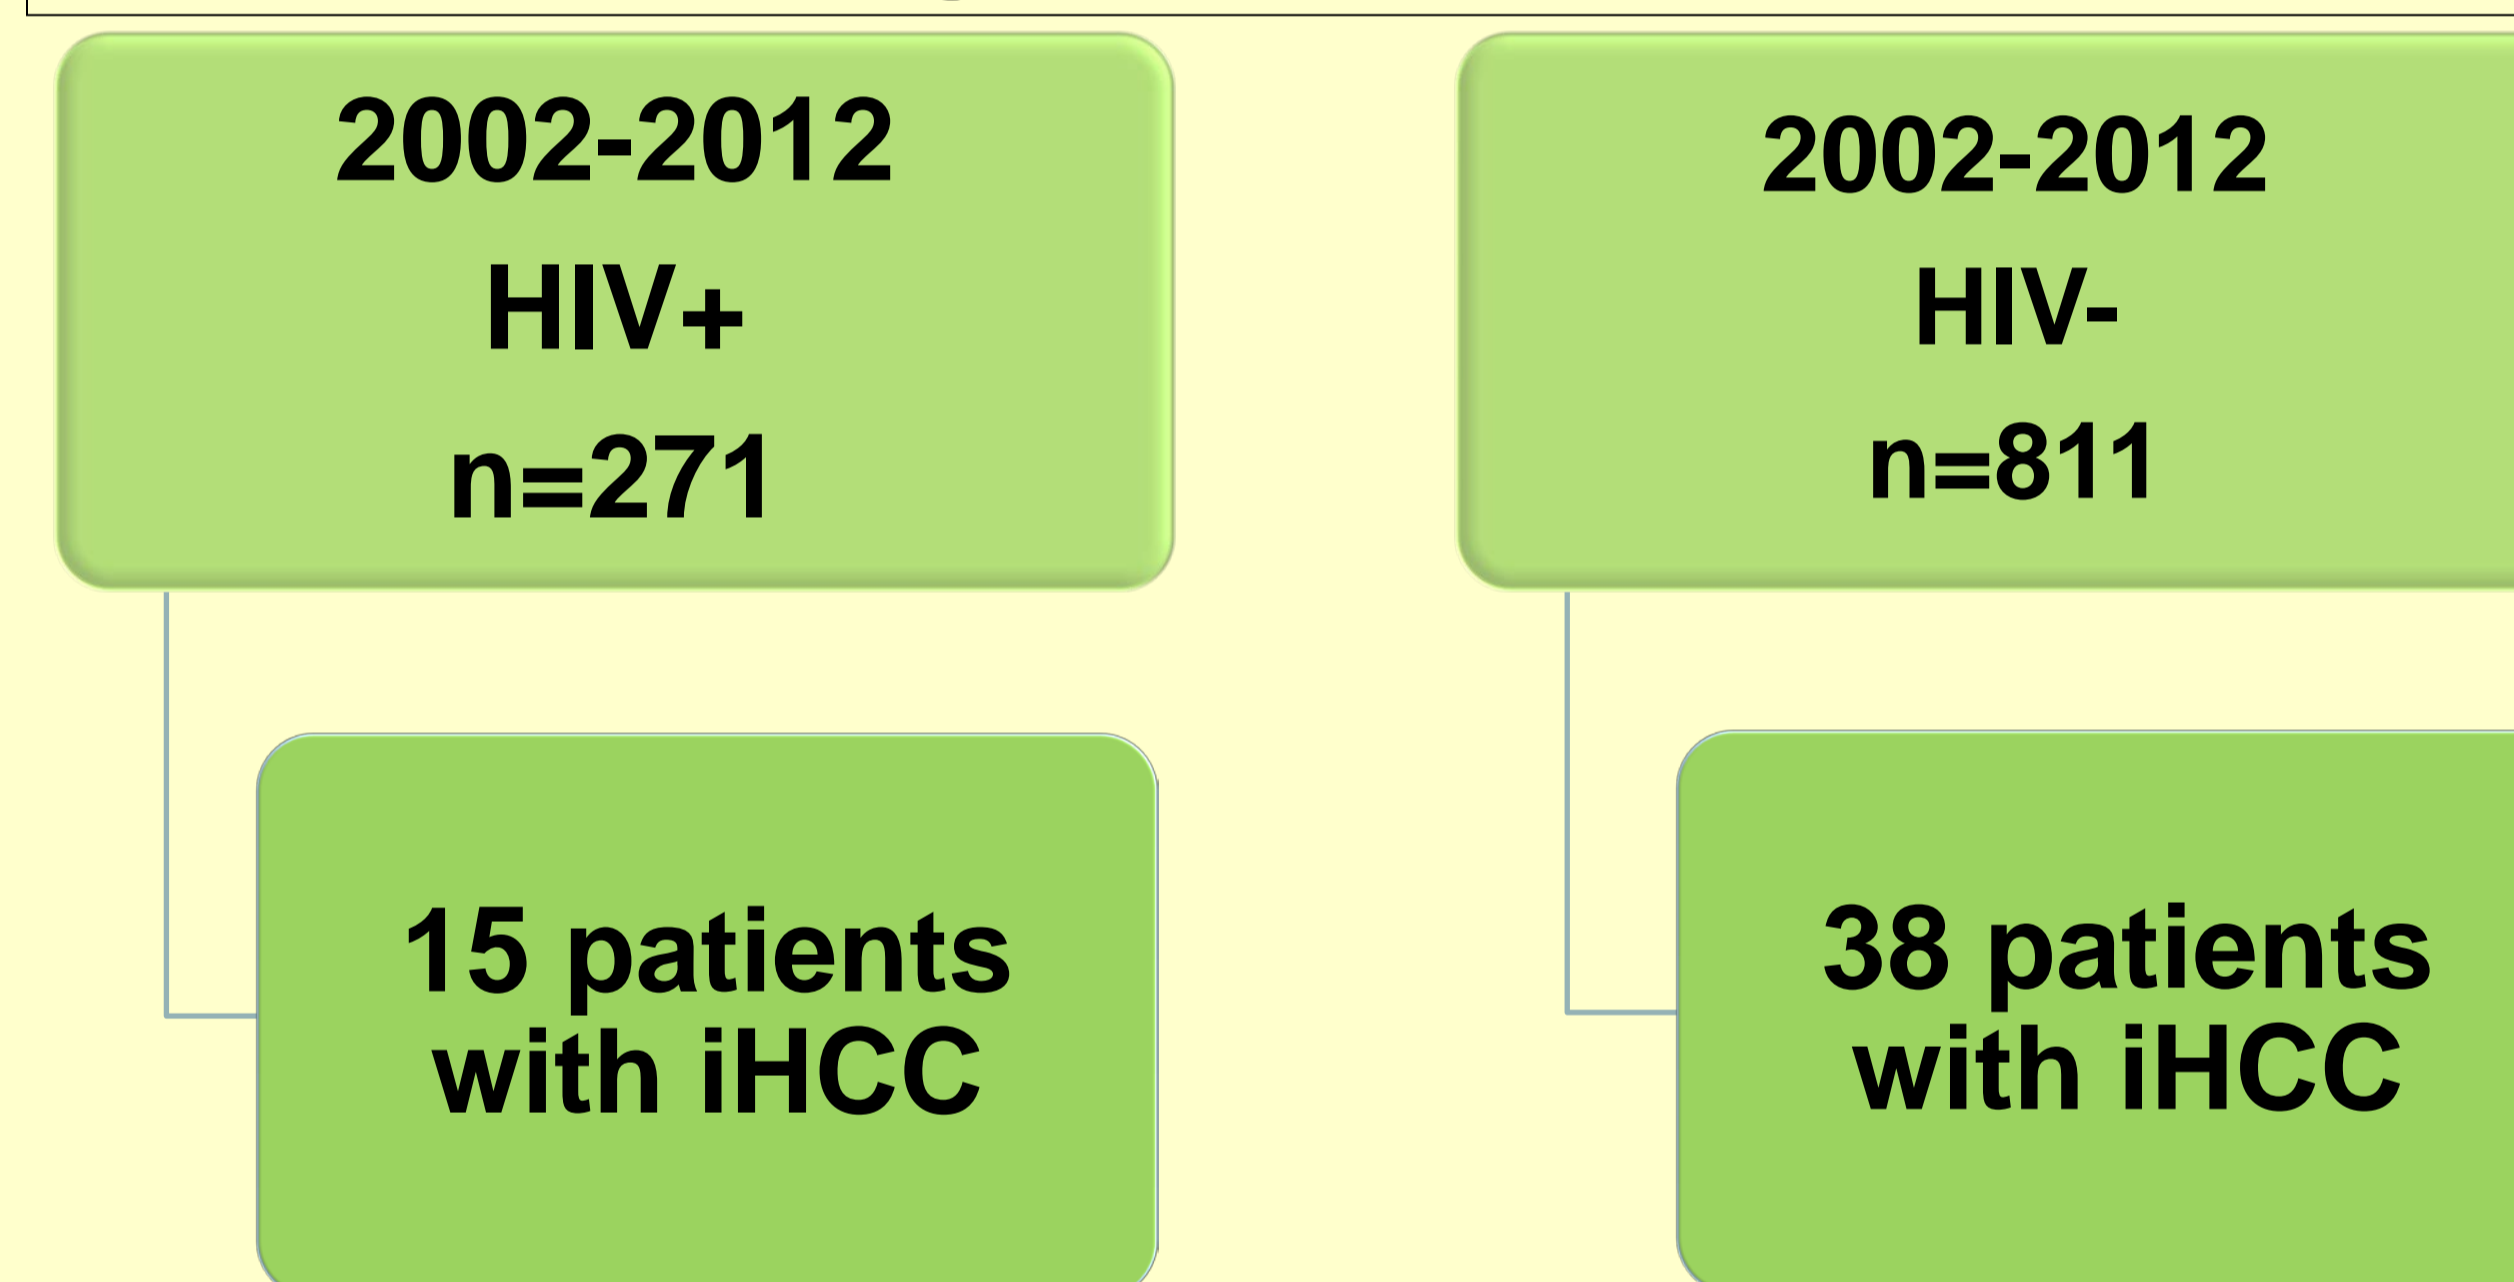 2002-2012
HIV+
n=271
15 patients
with iHCC
2002-2012
HIV-
n=811
38 patients
with iHCC